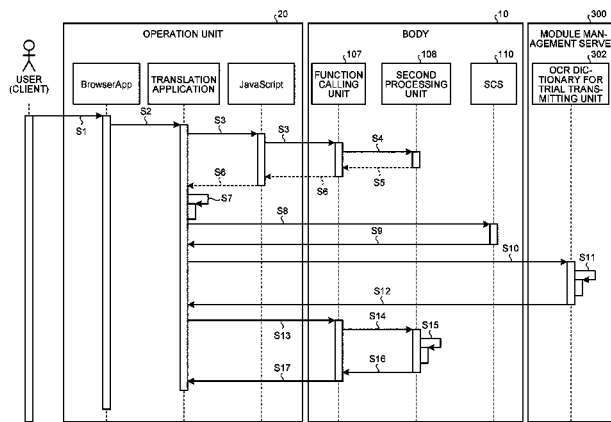 20
10
300
OPERATION UNIT
BODY
MODULE MANAGEMENT SERVE
107
108
110
302
USER
(CLIENT)
BrowserApp
TRANSLATION
APPLICATION
JavaScript
FUNCTION
CALLING
UNIT
SECOND
PROCESSING
UNIT
SCS
OCR DIC-
TIONARY FOR
TRIAL TRANS-
MITTING UNIT
S1
S2
S3
S3
S4
S5
S6
S6
S7
S8
S9
S10
S11
S12
S13
S14
S15
S16
S17